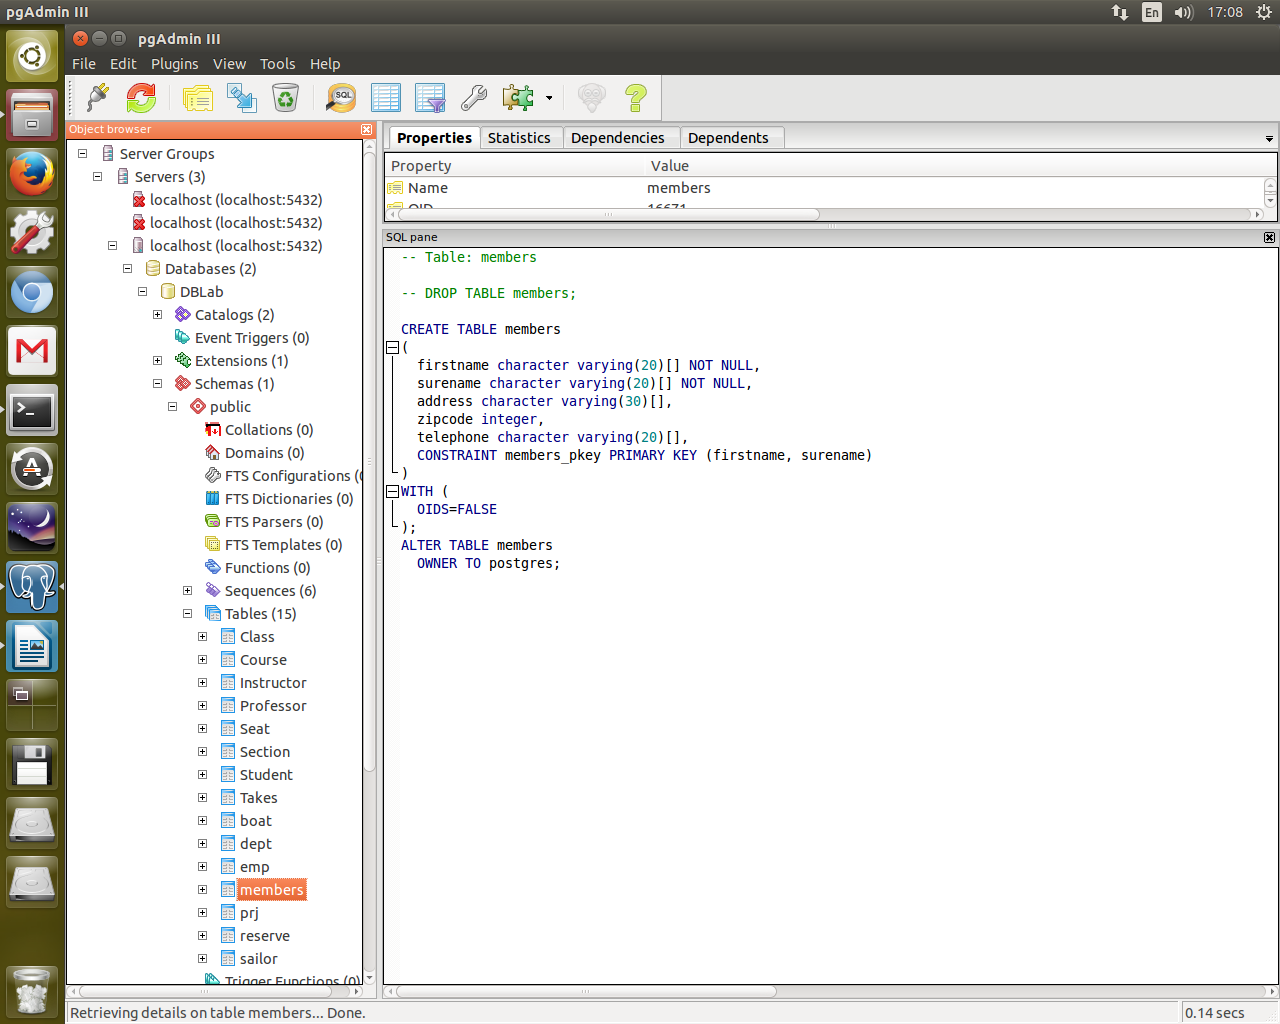 pgAdmin III
En
17:08
pgAdmin III
File Edit Plugins View Tools Help
SQL
Object browser
Server Groups
Servers (3)
localhost (localhost:5432)
localhost (localhost:5432)
localhost (localhost:5432)
Databases (2)
DBLab
Catalogs (2)
Event Triggers (0)
Extensions (1)
Schemas (1)
public
Collations (0)
Domains (0)
FTS Configurations (
FTS Dictionaries (0)
FTS Parsers (0)
FTS Templates (0)
Functions (0)
Sequences (6)
Tables (15)
Class
Course
Instructor
Professor
Seat
Section
Student
Takes
boat
dept
emp
members
prj
reserve
sailor
Trigger Functions (0)
Properties Statistics Dependencies Dependents
Property Value
Name members
OID 16671
SQL pane
-- Table: members
-- DROP TABLE members;
CREATE TABLE members
(
firstname character varying(20)[] NOT NULL,
surename character varying(20)[] NOT NULL,
address character varying(30)[],
zipcode integer,
telephone character varying(20)[],
CONSTRAINT members_pkey PRIMARY KEY (firstname, surename)
)
WITH (
OIDS=FALSE
);
ALTER TABLE members
OWNER TO postgres;
Retrieving details on table members... Done.
0.14 secs